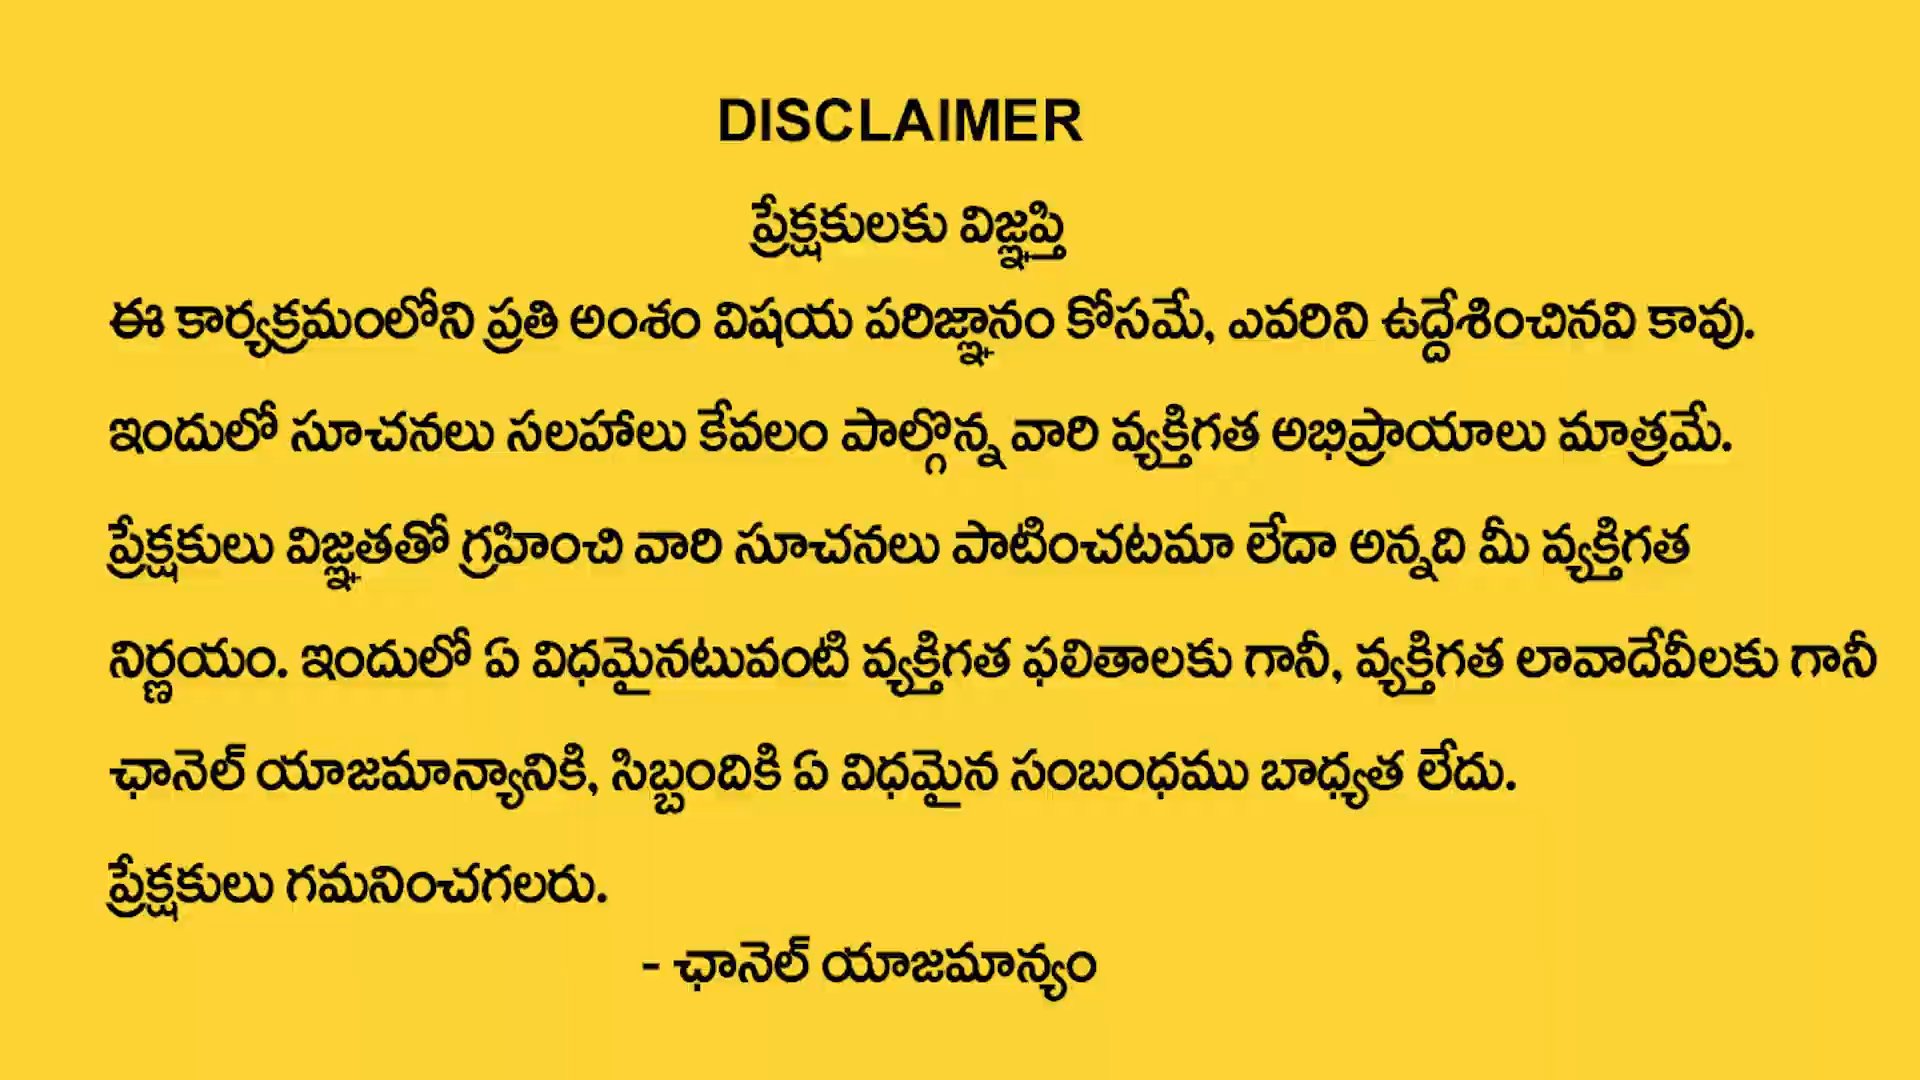 DISCLAIMER
ప్రేక్షకులకు విజ్ఞప్తి
ఈ కార్యక్రమంలోని ప్రతి అంశం విషయ పరిజ్ఞానం కోసమే, ఎవరిని ఉద్దేశించినవి కావు.
ఇందులో సూచనలు సలహాలు కేవలం పాల్గొన్న వారి వ్యక్తిగత అభిప్రాయాలు మాత్రమే.
ప్రేక్షకులు విజ్ఞతతో గ్రహించి వారి సూచనలు పాటించటమా లేదా అన్నది మీ వ్యక్తిగత
నిర్ణయం. ఇందులో ఏ విధమైనటువంటి వ్యక్తిగత ఫలితాలకు గానీ, వ్యక్తిగత లావాదేవీలకు గానీ
ఛానెల్ యాజమాన్యానికి, సిబ్బందికి ఏ విధమైన సంబంధము బాధ్యత లేదు.
ప్రేక్షకులు గమనించగలరు.
- ఛానెల్ యాజమాన్యం